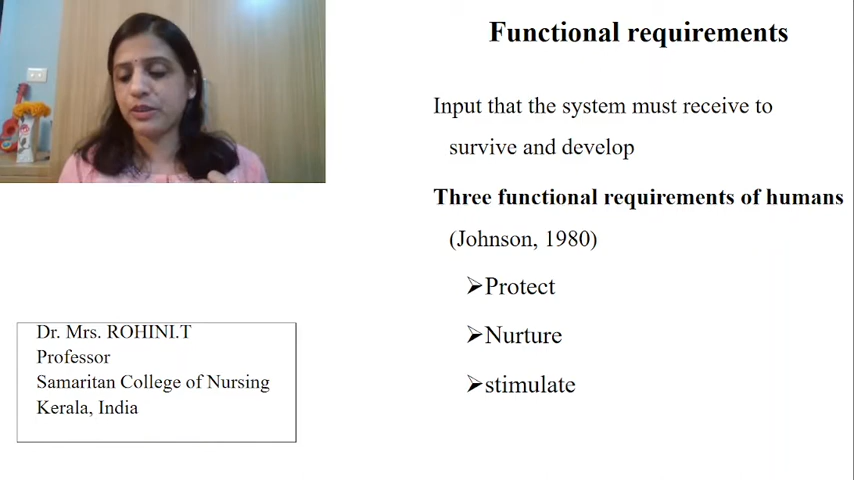 Functional requirements
Input that the system must receive to
survive and develop
Three functional requirements of humans
(Johnson, 1980)
➢Protect
➢Nurture
➢stimulate
Dr. Mrs. ROHINI.T
Professor
Samaritan College of Nursing
Kerala, India